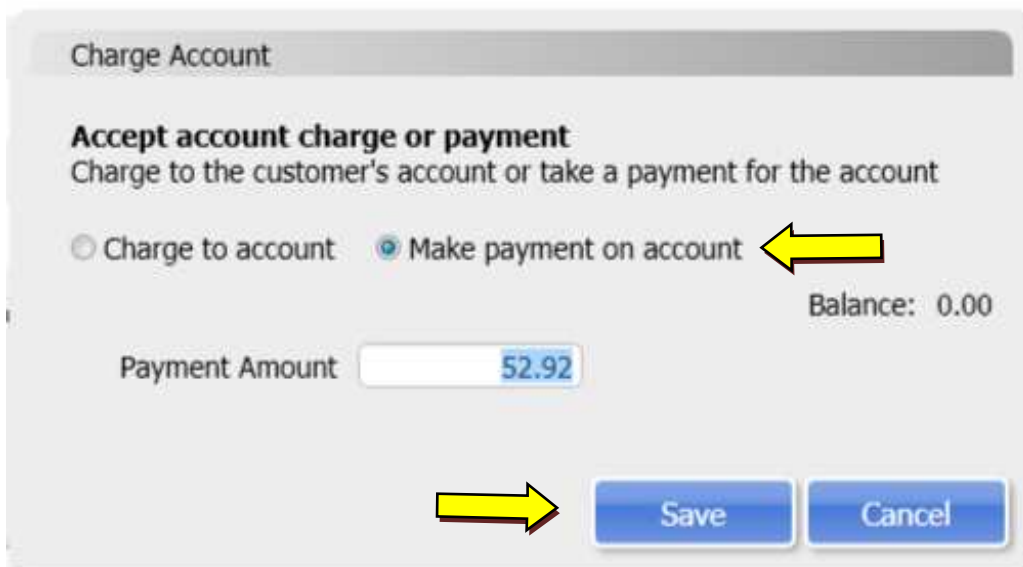 Charge Account
Accept account charge or payment
Charge to the customer's account or take a payment for the account
Charge to account Make payment on account
Balance: 0.00
Payment Amount 52.92
Save Cancel